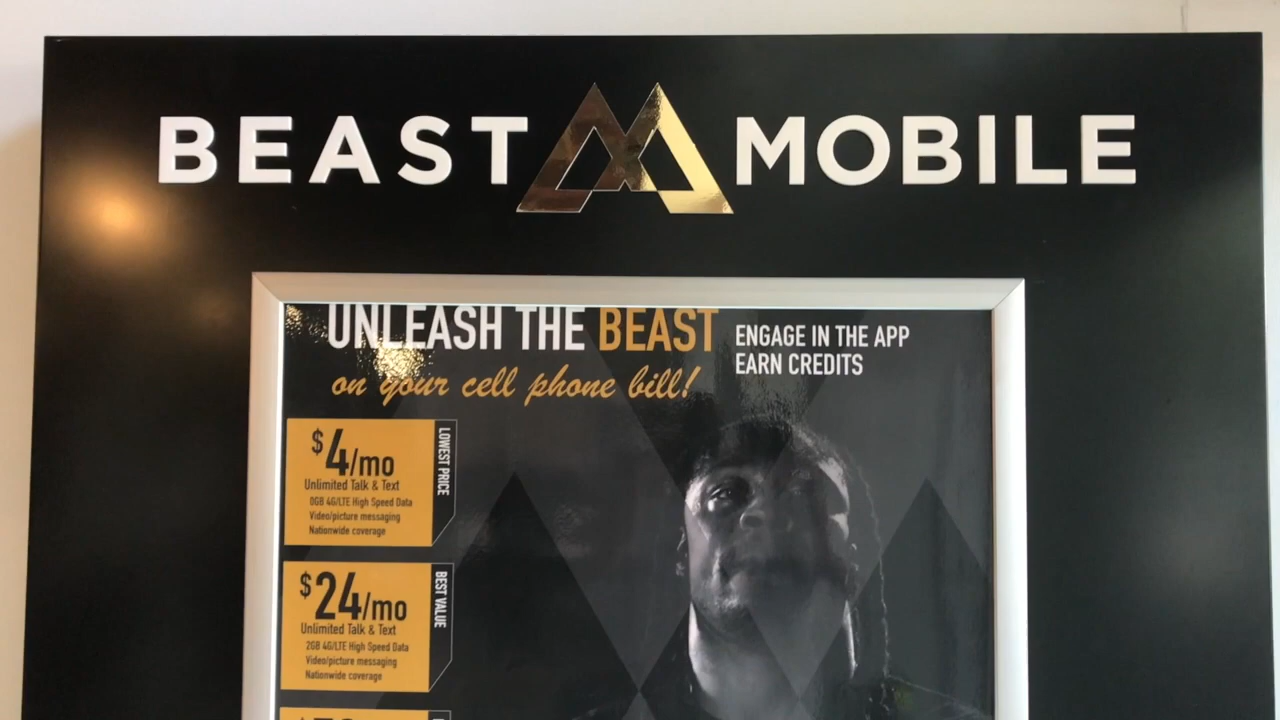 BEAST MOBILE
UNLEASH THE BEAST
on your cell phone bill!
ENGAGE IN THE APP
EARN CREDITS
$4/mo
Unlimited Talk & Text
0GB 4G/LTE High Speed Data
Video/picture messaging
Nationwide coverage
LOWEST PRICE
$24/mo
Unlimited Talk & Text
2GB 4G/LTE High Speed Data
Video/picture messaging
Nationwide coverage
BEST VALUE